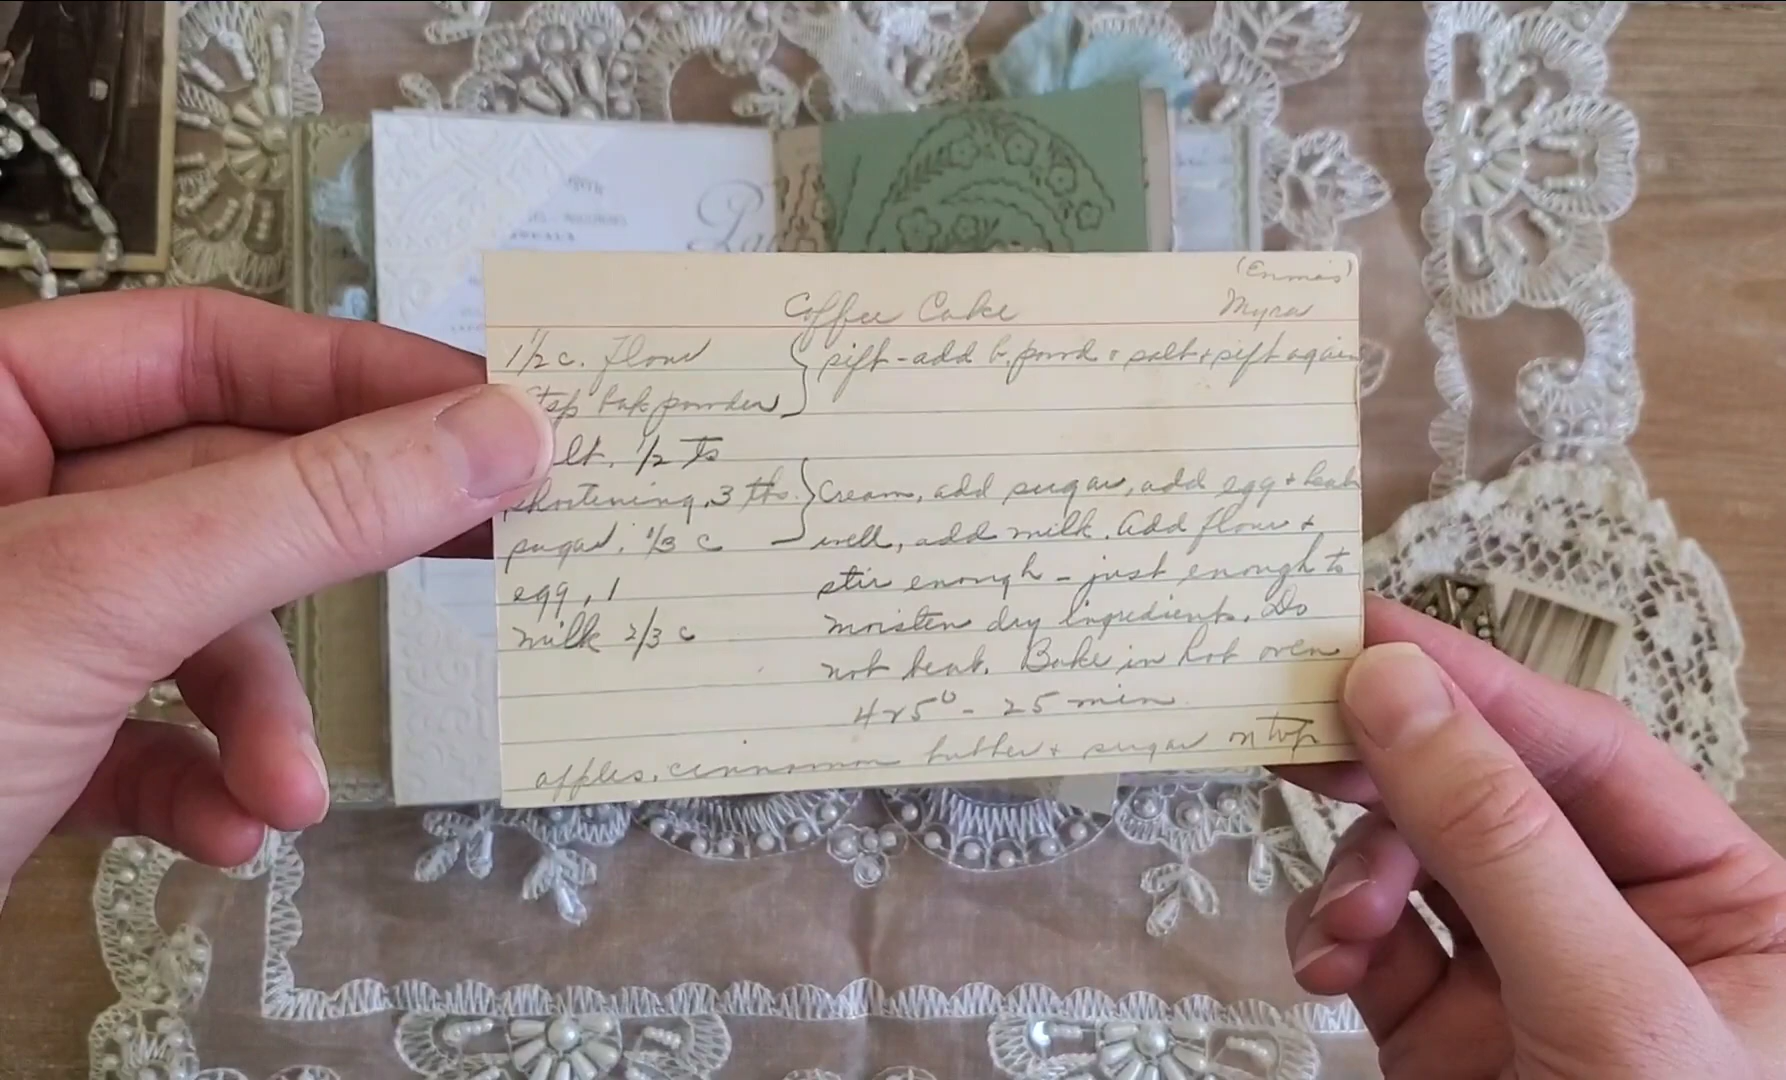 (Emma's)
Coffee Cake Myra
1 1/2 c. flour } sift - add b. powd & salt & sift again
tsp bak powder
lt, 1/2 ts
shortening, 3 tbs. } Cream, add sugar, add egg & beat
sugar, 1/3 c well, add milk. Add flour &
stir enough - just enough to
egg, 1
moisten dry ingredients. Do
milk 2/3 c
not beat. Bake in hot oven
425° - 25 min
apples, cinnamon butter & sugar on top